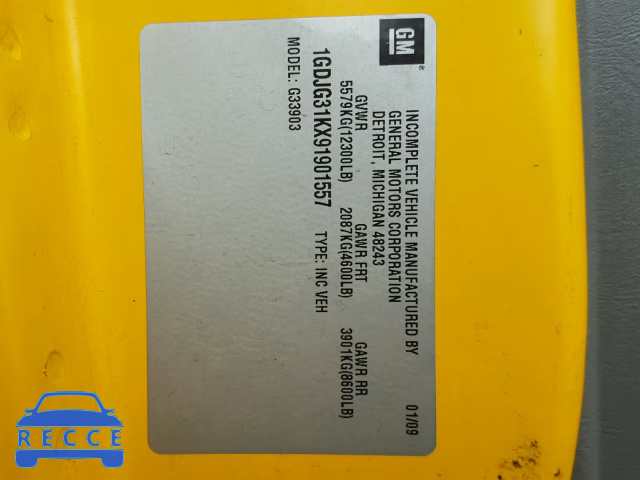 GM
INCOMPLETE VEHICLE MANUFACTURED BY
GENERAL MOTORS CORPORATION
DETROIT, MICHIGAN 48243
01/09
GVWR GAWR FRT GAWR RR
5579KG(12300LB) 2087KG(4600LB) 3901KG(8600LB)
1GDJG31KX91901557 TYPE: INC VEH
MODEL: G33903
RECCE